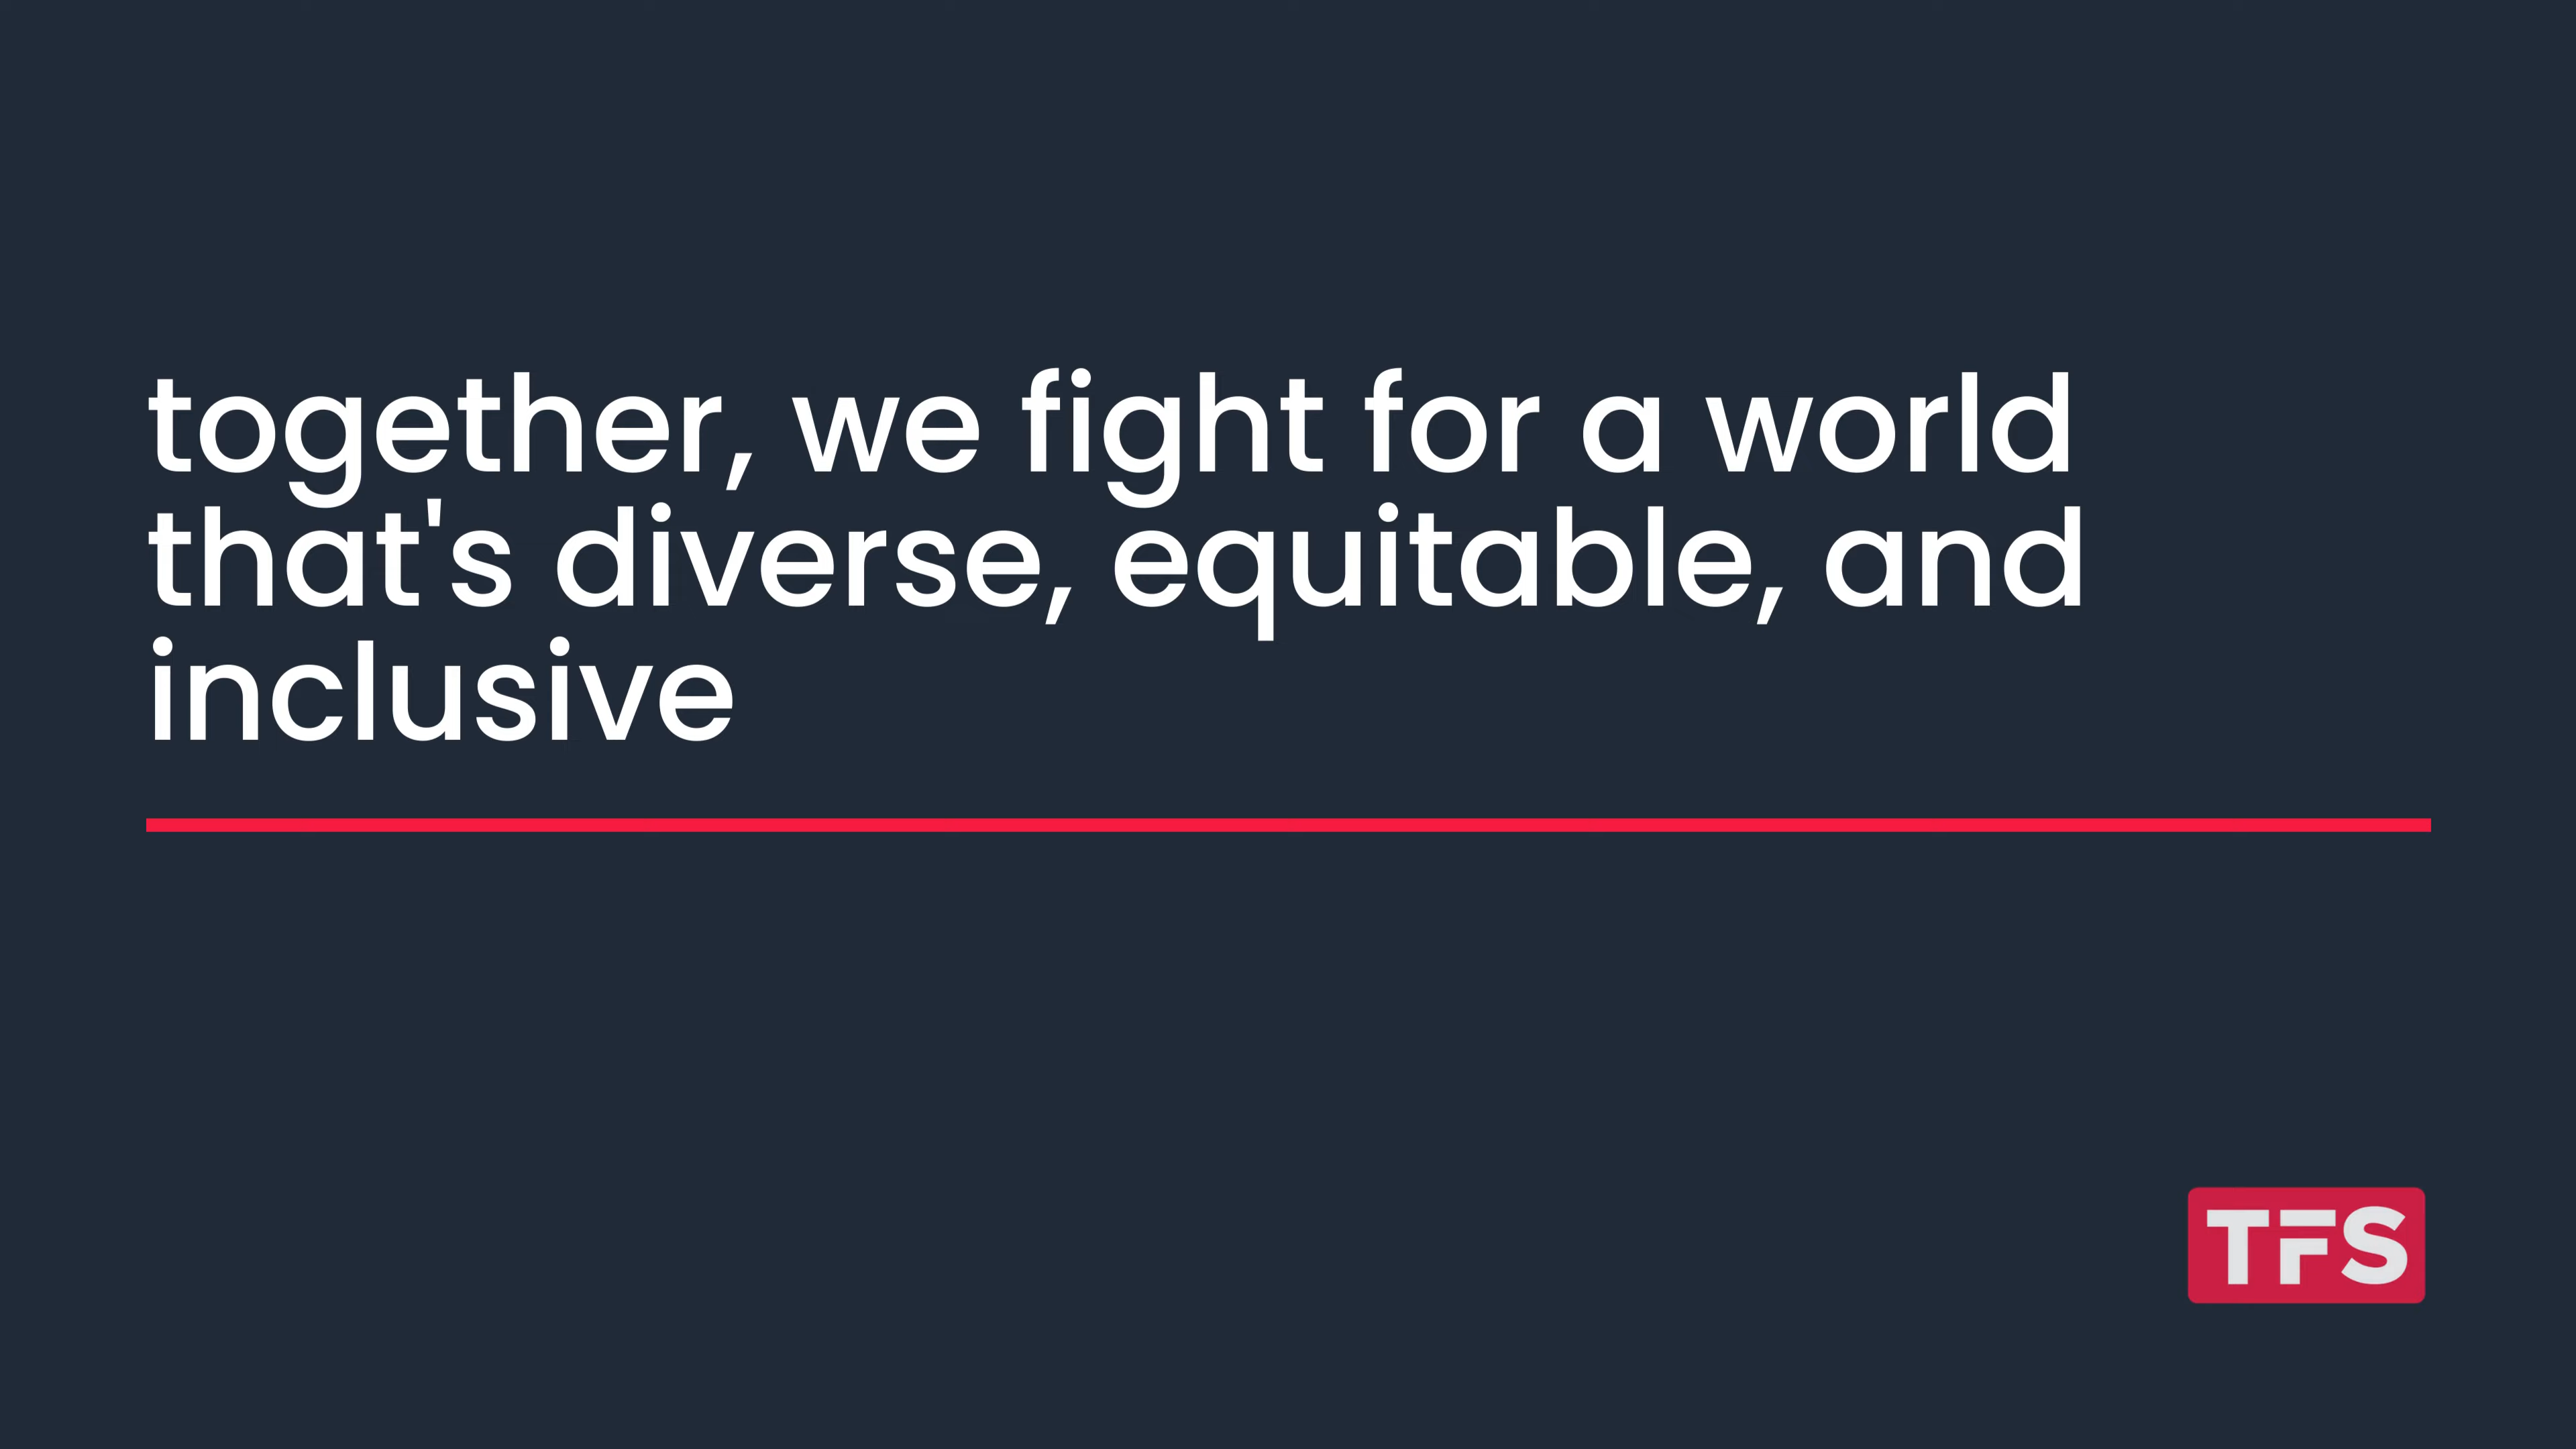 together, we fight for a world
that's diverse, equitable, and
inclusive
TFS